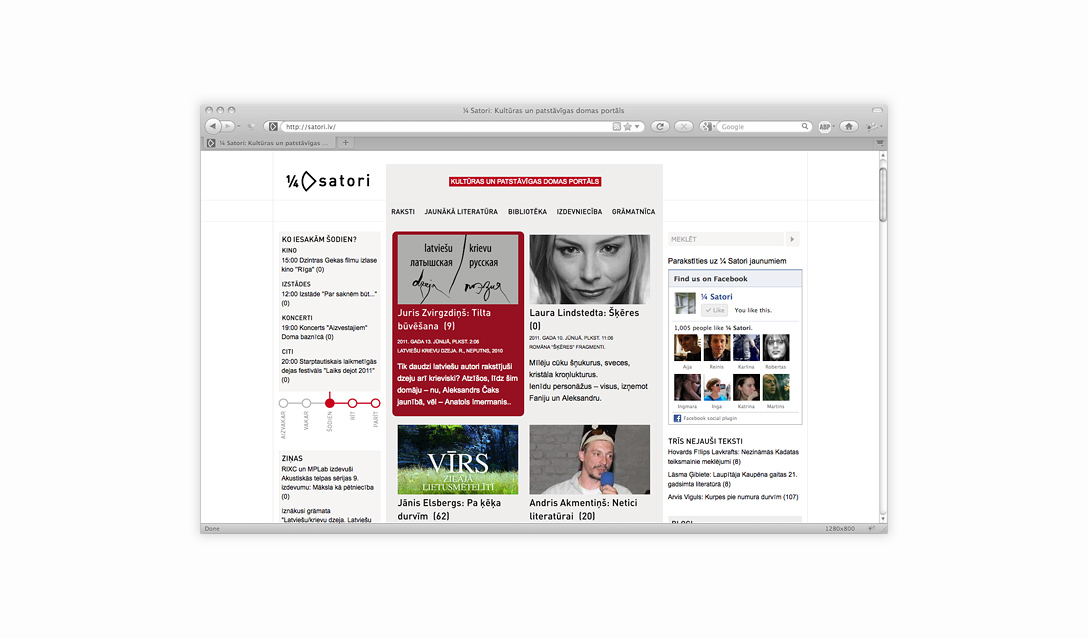 ¼ Satori: Kultūras un patstāvīgas domas portāls
http://satori.lv/
Google
ABP
¼ Satori: Kultūras un patstāvīgas ...
¼ satori
KULTŪRAS UN PATSTĀVĪGAS DOMAS PORTĀLS
RAKSTI JAUNĀKĀ LITERATŪRA BIBLIOTĒKA IZDEVNIECĪBA GRĀMATNĪCA
KO IESAKĀM ŠODIEN?
KINO
15:00 Dzintras Gekas filmu izlase
kino "Rīga" (0)
IZSTĀDES
12:00 Izstāde "Par saknēm būt..."
(0)
KONCERTI
19:00 Koncerts "Aizvestajiem"
Doma baznīcā (0)
CITI
20:00 Starptautiskais laikmetīgās
dejas festivāls "Laiks dejot 2011"
(0)
AIZVAKAR
VAKAR
ŠODIEN
RĪT
PARĪT
ZIŅAS
RIXC un MPLab izdevuši
Akustiskās telpas sērijas 9.
izdevumu: Māksla kā pētniecība
(0)
Iznākusi grāmata
"Latviešu/krievu dzeja. Latviešu
latviešu krievu
латышская русская
dzeja поэзия
Juris Zvirgzdiņš: Tilta
būvēšana (9)
2011. GADA 13. JŪNIJĀ, PLKST. 2:06
LATVIEŠU KRIEVU DZEJA. R., NEPUTNS, 2010
Tik daudzi latviešu autori rakstījuši
dzeju arī krieviski? Atzīšos, līdz šim
domāju – nu, Aleksandrs Čaks
jaunībā, vēl – Anatols Imermanis..
Laura Lindstedta: Šķēres
(0)
2011. GADA 10. JŪNIJĀ, PLKST. 11:06
ROMĀNA "ŠĶĒRES" FRAGMENTI.
Mīlēju cūku šņukurus, sveces,
kristāla kroņlukturus.
Ienīdu personāžus – visus, izņemot
Faniju un Aleksandru.
VĪRS
ZILAJĀ
LIETUSMĒTELĪTĪ
Jānis Elsbergs: Pa ķēķa
durvīm (62)
Andris Akmentiņš: Netici
literatūrai (20)
MEKLĒT
Parakstīties uz ¼ Satori jaunumiem
Find us on Facebook
¼ Satori
Like You like this.
1,005 people like ¼ Satori.
Aija Reinis Karlina Robertas
Ingmara Inga Katrina Martins
Facebook social plugin
TRĪS NEJAUŠI TEKSTI
Hovards Filips Lavkrafts: Nezināmās Kadatas
teiksmainie meklējumi (8)
Lāsma Ģibiete: Laupītāja Kaupēna gaitas 21.
gadsimta literatūrā (8)
Arvis Viguls: Kurpes pie numura durvīm (107)
BLOGI
Done
1280x800